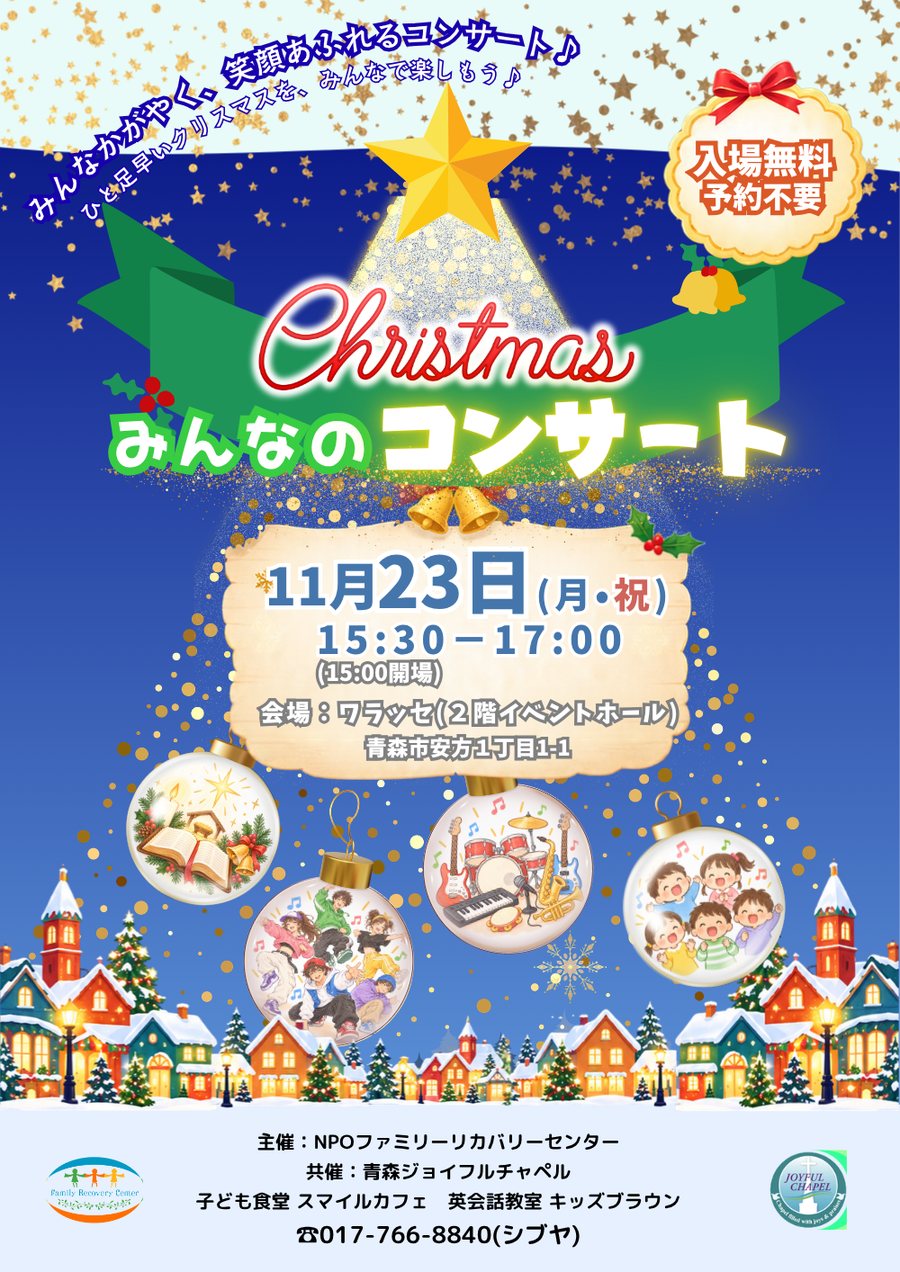 みんなかがやく、笑顔あふれるコンサート♪
ひと足早いクリスマスを、みんなで楽しもう♪
入場無料
予約不要
Christmas
みんなのコンサート
11月23日(月・祝)
15:30－17:00
(15:00開場)
会場：ワラッセ(２階イベントホール)
青森市安方１丁目1-1
主催：NPOファミリーリカバリーセンター
共催：青森ジョイフルチャペル
子ども食堂 スマイルカフェ　英会話教室 キッズブラウン
☎017-766-8840(シブヤ)
Family Recovery Center
JOYFUL
CHAPEL
Chapel filled with joys & praise